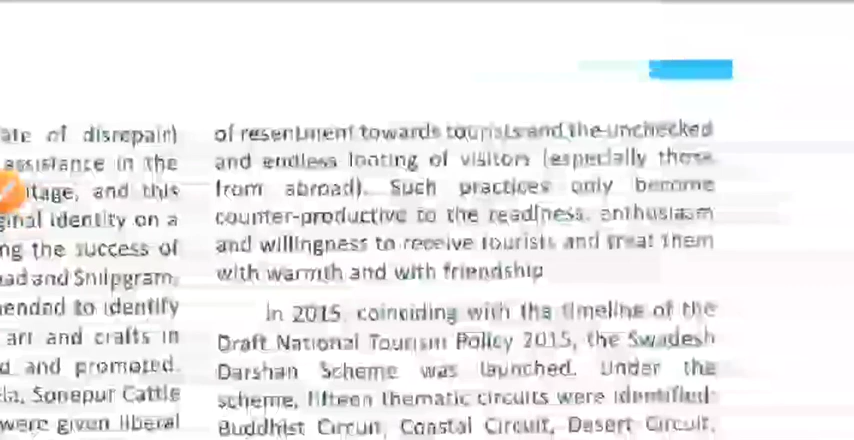 ate of disrepair)
assistance in the
itage, and this
ginal identity on a
ng the success of
ad and Shilpgram,
ended to identify
art and crafts in
d and promoted.
la, Sonepur Cattle
were given liberal
of resentment towards tourists and the unchecked
and endless looting of visitors (especially those
from abroad). Such practices only become
counter-productive to the readiness, enthusiasm
and willingness to receive tourists and treat them
with warmth and with friendship
In 2015, coinciding with the timeline of the
Draft National Tourism Policy 2015, the Swadesh
Darshan Scheme was launched. Under the
scheme, fifteen thematic circuits were identified:
Buddhist Circuit, Coastal Circuit, Desert Circuit,